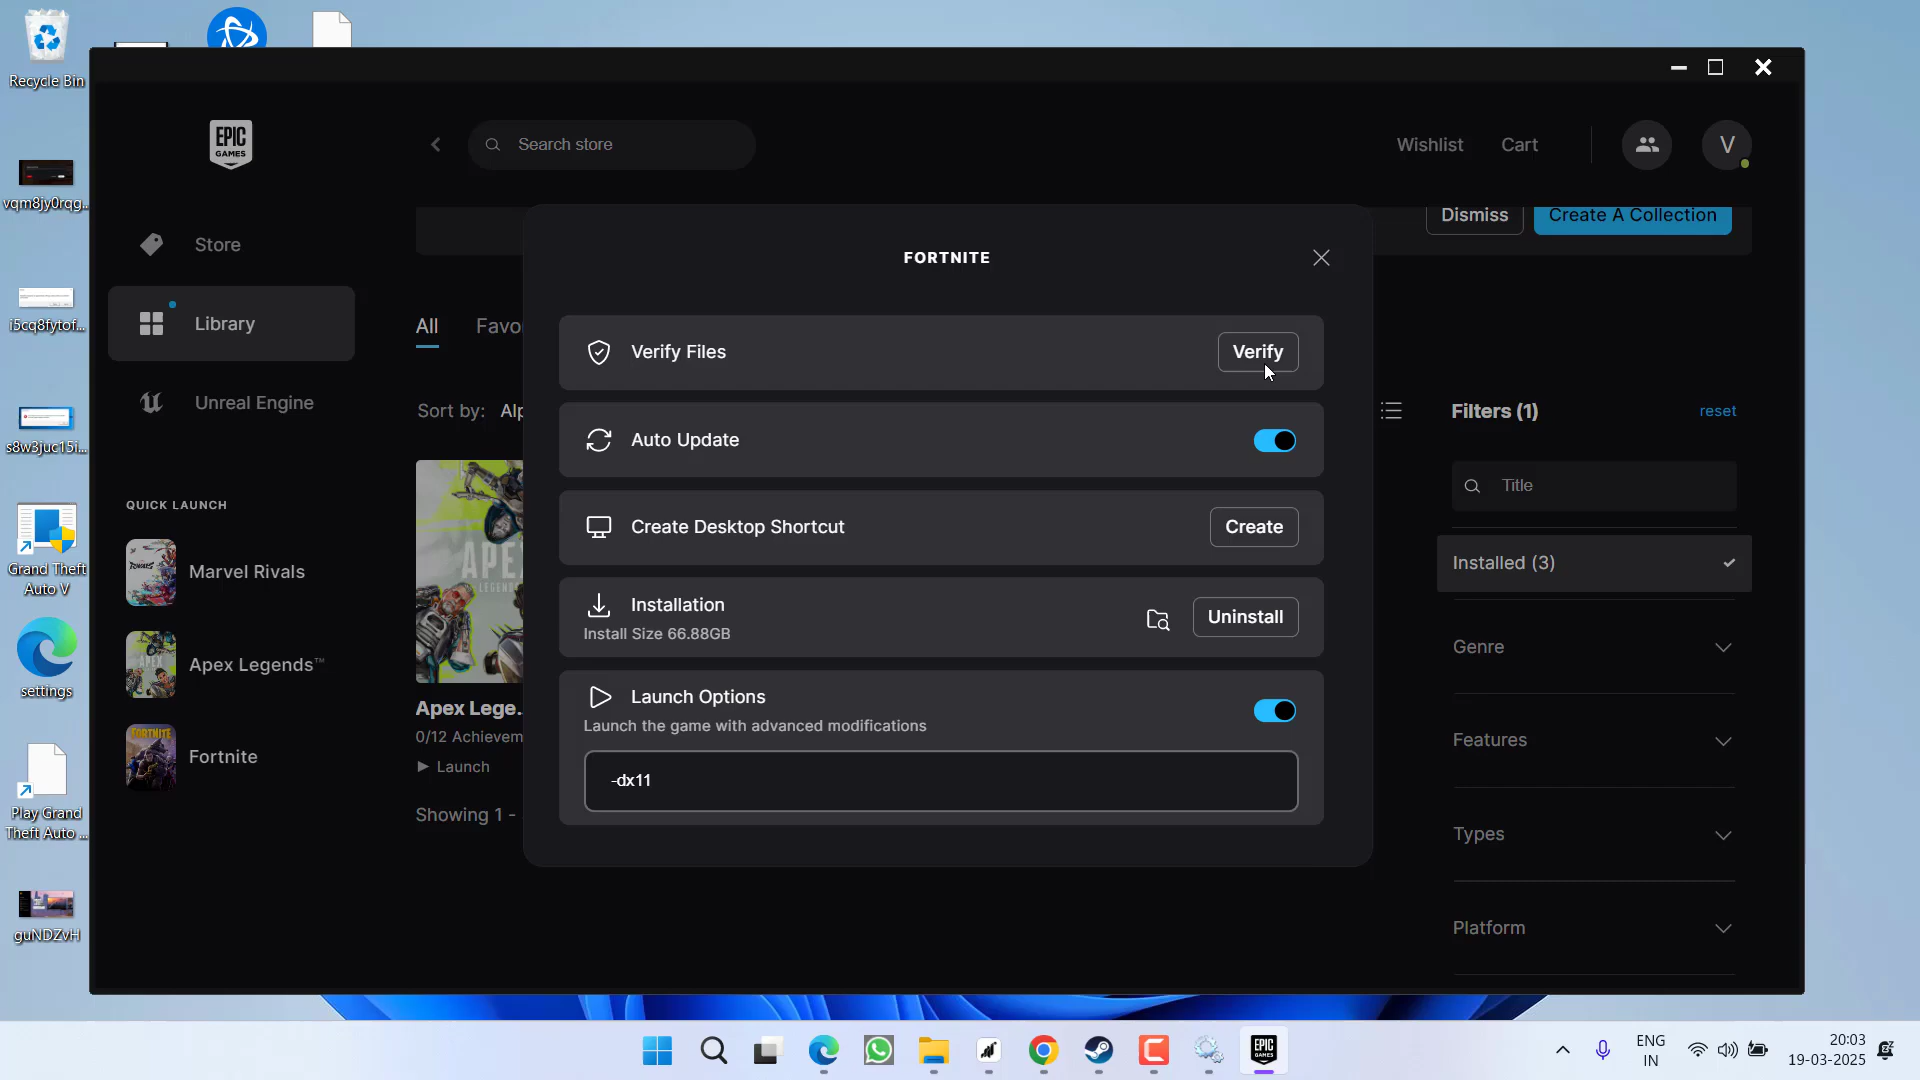 Recycle Bin
vqm8jy0rqg...
i5cq8fytof...
s8w3juc15i...
Grand Theft
Auto V
settings
Play Grand
Theft Auto ...
guNDZvH
EPIC
GAMES
Search store
Wishlist
Cart
V
Store
Library
Unreal Engine
QUICK LAUNCH
Marvel Rivals
Apex Legends™
Fortnite
Dismiss
Create A Collection
All
Favo
Sort by: Alp
Apex Lege...
0/12 Achievem
Launch
Showing 1 -
FORTNITE
Verify Files
Verify
Auto Update
Create Desktop Shortcut
Create
Installation
Install Size 66.88GB
Uninstall
Launch Options
Launch the game with advanced modifications
-dx11
Filters (1)
reset
Title
Installed (3)
Genre
Features
Types
Platform
EPIC
GAMES
ENG
IN
20:03
19-03-2025